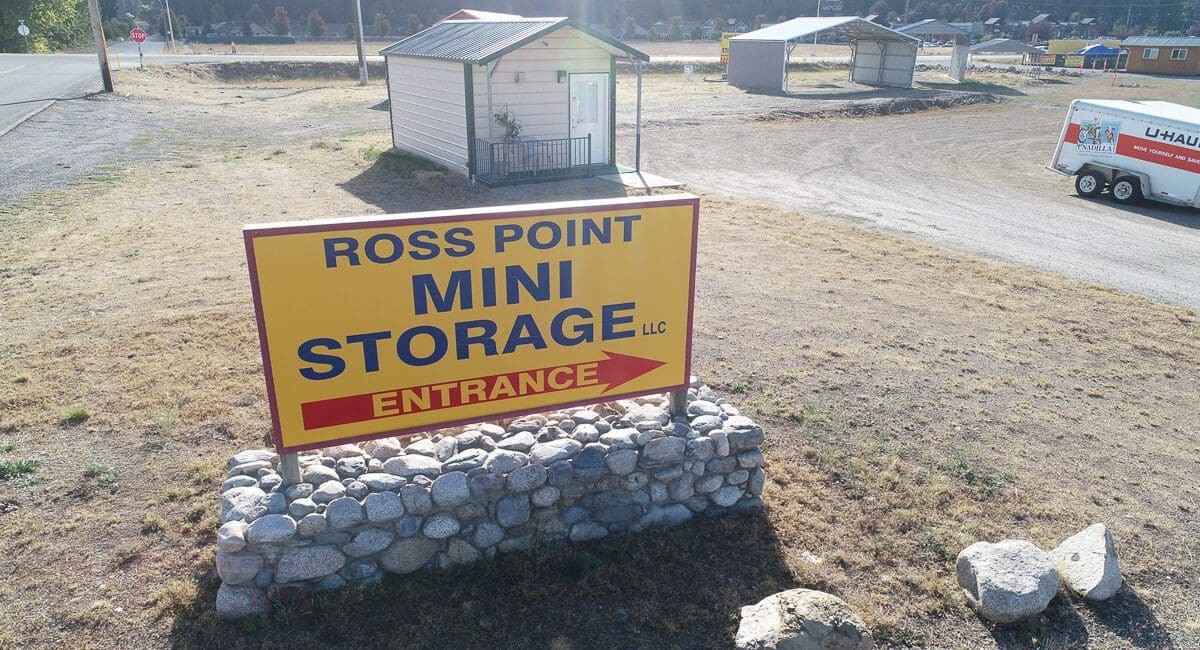 STOP
U-HAUL
UNADILLA
MOVE YOURSELF AND SAVE
ROSS POINT
MINI
STORAGE LLC
ENTRANCE